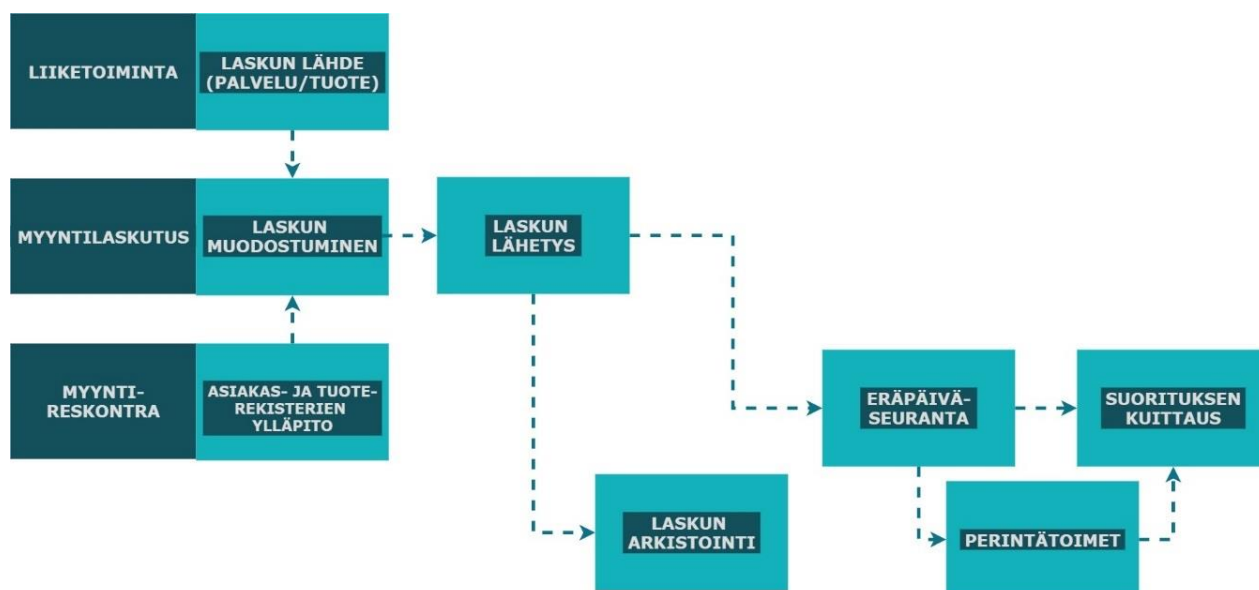 LIIKETOIMINTA
LASKUN LÄHDE
(PALVELU/TUOTE)
MYYNTILASKUTUS
LASKUN
MUODOSTUMINEN
LASKUN
LÄHETYS
MYYNTI-
RESKONTRA
ASIAKAS- JA TUOTE-
REKISTERIEN
YLLÄPITO
ERÄPÄIVÄ-
SEURANTA
SUORITUKSEN
KUITTAUS
LASKUN
ARKISTOINTI
PERINTÄTOIMET